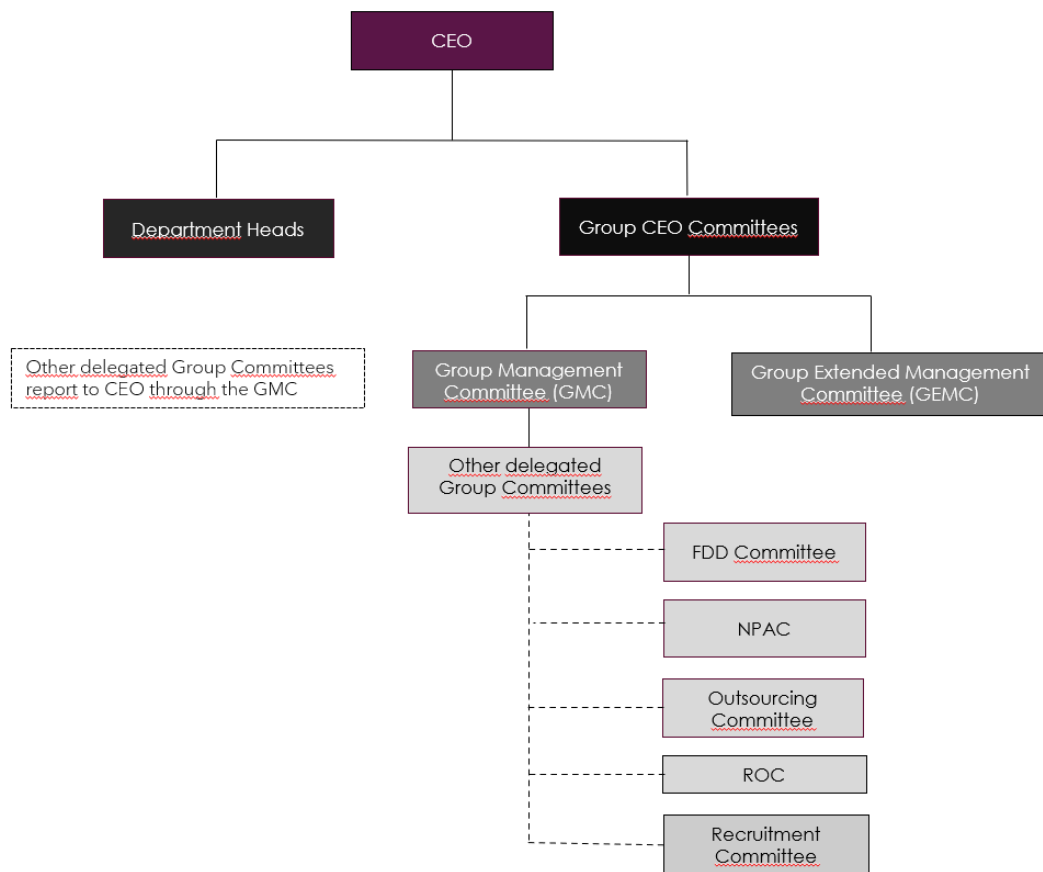 CEO
Department Heads
Group CEO Committees
Other delegated Group Committees
report to CEO through the GMC
Group Management
Committee (GMC)
Group Extended Management
Committee (GEMC)
Other delegated
Group Committees
FDD Committee
NPAC
Outsourcing
Committee
ROC
Recruitment
Committee